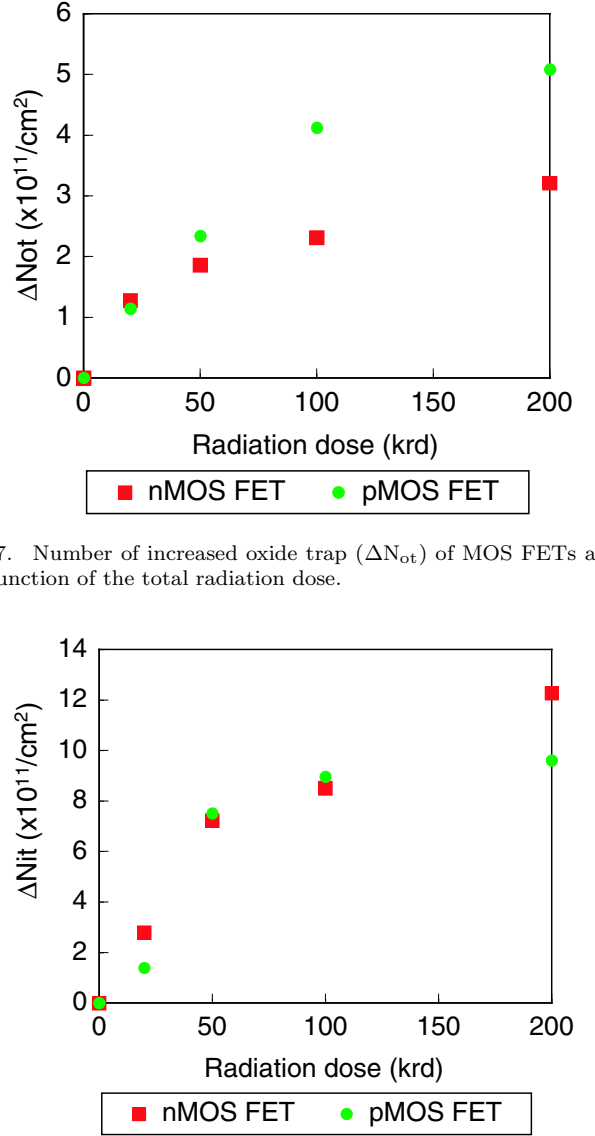 6
5
4
3
2
1
0
ΔNot (x10¹¹/cm²)
0 50 100 150 200
Radiation dose (krd)
nMOS FET pMOS FET
7. Number of increased oxide trap (ΔNₒₜ) of MOS FETs a
unction of the total radiation dose.
14
12
10
8
6
4
2
0
ΔNit (x10¹¹/cm²)
0 50 100 150 200
Radiation dose (krd)
nMOS FET pMOS FET